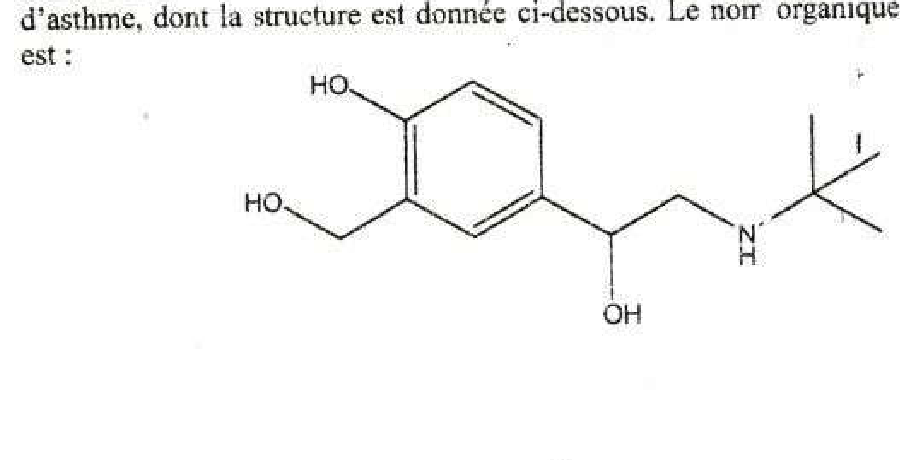 d'asthme, dont la structure est donnée ci-dessous. Le nom organique
est :
HO
HO
N
H
OH